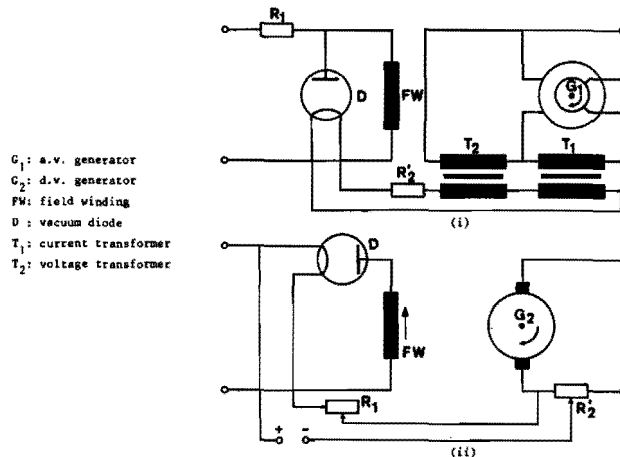 R1
D
FW
G1
T2
T1
R'2
(i)
G1: a.v. generator
G2: d.v. generator
FW: field winding
D : vacuum diode
T1: current transformer
T2: voltage transformer
D
FW
G2
R1
R'2
+ -
(ii)